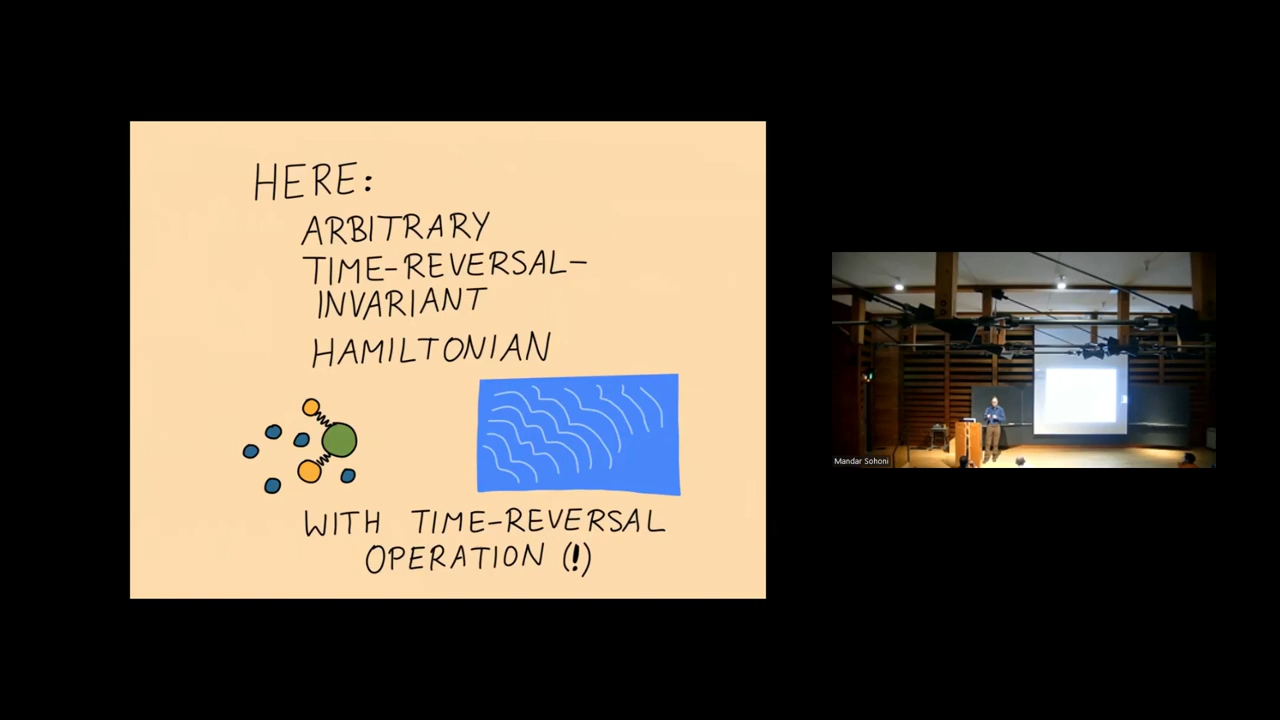 HERE:
ARBITRARY
TIME-REVERSAL-
INVARIANT
HAMILTONIAN
WITH TIME-REVERSAL
OPERATION (!)
Mandar Sohoni